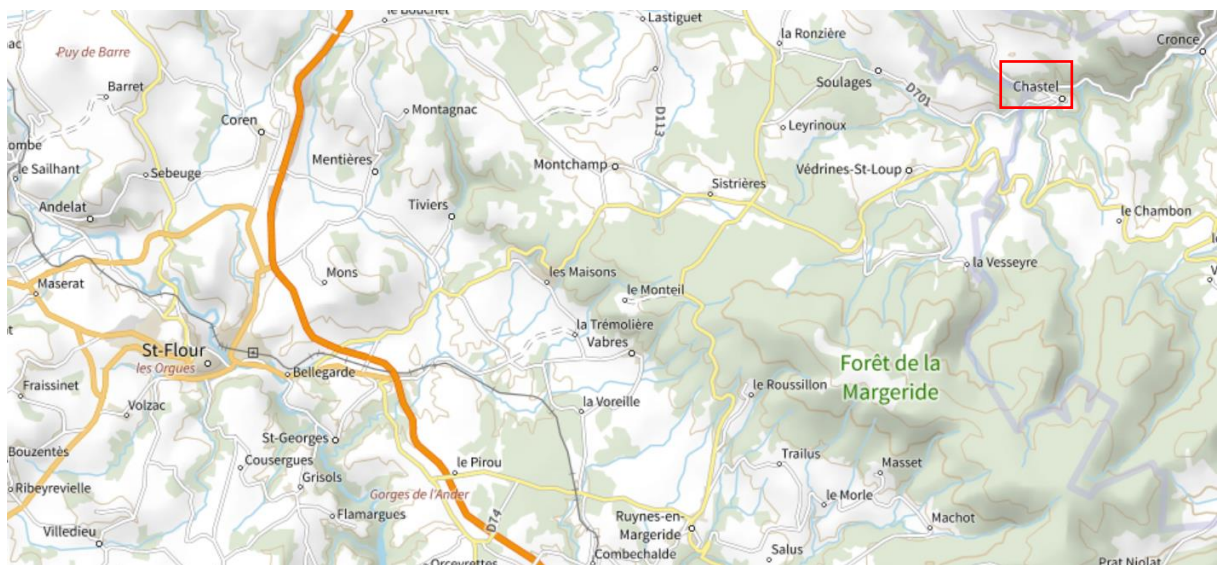 le Bouchet
Lastiguet
la Ronzière
Cronce
Puy de Barre
Soulages
D701
Chastel
Barret
Montagnac
D113
Coren
Leyrinoux
Mentières
Montchamp
Védrines-St-Loup
le Sailhant
Sebeuge
Sistrières
Andelat
Tiviers
le Chambon
la Vesseyre
Mons
les Maisons
Maserat
le Monteil
la Trémolière
St-Flour
Vabres
les Orgues
Bellegarde
Forêt de la
Margeride
Fraissinet
le Roussillon
Volzac
la Voreille
St-Georges
Bouzentès
Cousergues
le Pirou
Trailus
Masset
Grisols
Ribeyrevielle
Gorges de l'Ander
le Morle
Flamargues
D74
Ruynes-en-
Margeride
Machot
Villedieu
Combechalde
Salus
Orceyrettes
Prat Niolat